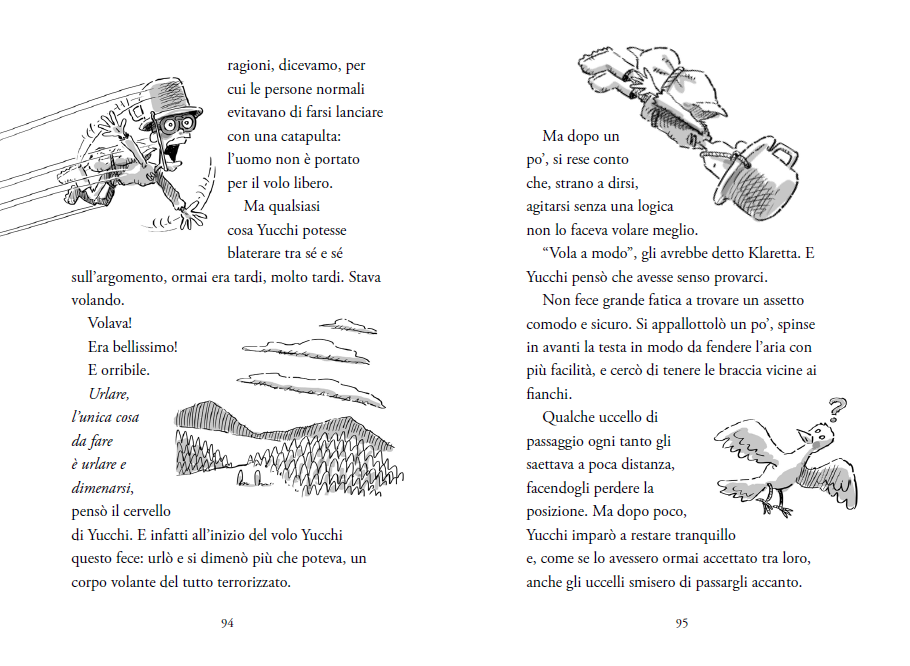 ragioni, dicevamo, per
cui le persone normali
evitavano di farsi lanciare
con una catapulta:
l’uomo non è portato
per il volo libero.
Ma qualsiasi
cosa Yucchi potesse
blaterare tra sé e sé
sull’argomento, ormai era tardi, molto tardi. Stava
volando.
Volava!
Era bellissimo!
E orribile.
Urlare,
l’unica cosa
da fare
è urlare e
dimenarsi,
pensò il cervello
di Yucchi. E infatti all’inizio del volo Yucchi
questo fece: urlò e si dimenò più che poteva, un
corpo volante del tutto terrorizzato.
94
Ma dopo un
po’, si rese conto
che, strano a dirsi,
agitarsi senza una logica
non lo faceva volare meglio.
“Vola a modo”, gli avrebbe detto Klaretta. E
Yucchi pensò che avesse senso provarci.
Non fece grande fatica a trovare un assetto
comodo e sicuro. Si appallottolò un po’, spinse
in avanti la testa in modo da fendere l’aria con
più facilità, e cercò di tenere le braccia vicine ai
fianchi.
Qualche uccello di
passaggio ogni tanto gli
saettava a poca distanza,
facendogli perdere la
posizione. Ma dopo poco,
Yucchi imparò a restare tranquillo
e, come se lo avessero ormai accettato tra loro,
anche gli uccelli smisero di passargli accanto.
?
95